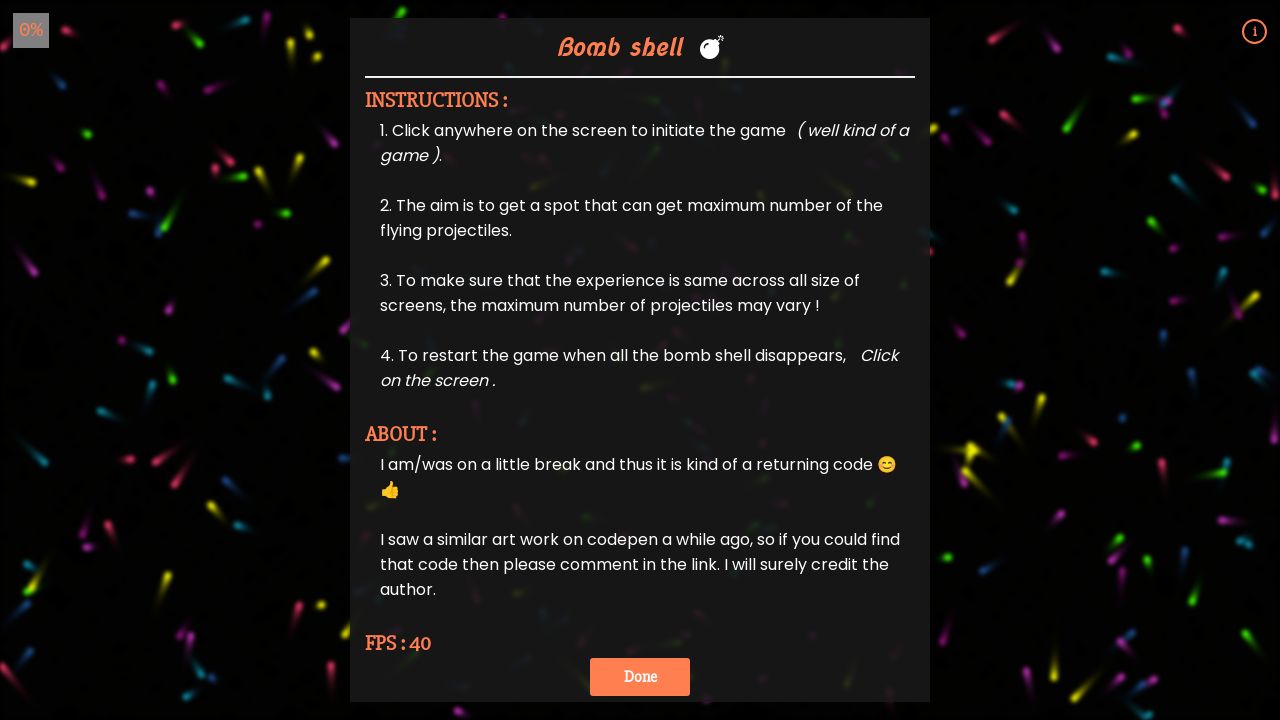 0%
i
Bomb shell 💣
INSTRUCTIONS :
1. Click anywhere on the screen to initiate the game ( well kind of a
game ).
2. The aim is to get a spot that can get maximum number of the
flying projectiles.
3. To make sure that the experience is same across all size of
screens, the maximum number of projectiles may vary !
4. To restart the game when all the bomb shell disappears, Click
on the screen .
ABOUT :
I am/was on a little break and thus it is kind of a returning code 😊
👍
I saw a similar art work on codepen a while ago, so if you could find
that code then please comment in the link. I will surely credit the
author.
FPS : 40
Done